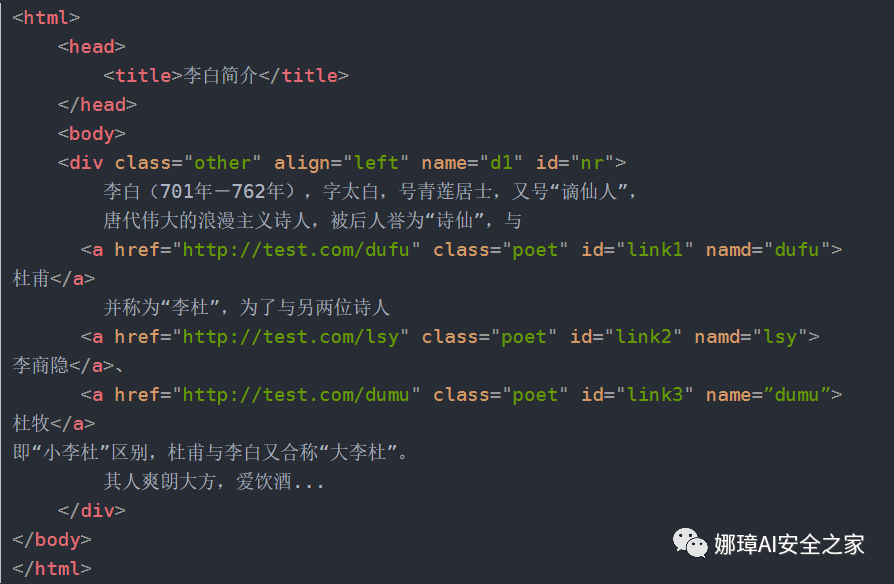 <html>
<head>
<title>李白简介</title>
</head>
<body>
<div class="other" align="left" name="d1" id="nr">
李白（701年－762年），字太白，号青莲居士，又号“谪仙人”，
唐代伟大的浪漫主义诗人，被后人誉为“诗仙”，与
<a href="http://test.com/dufu" class="poet" id="link1" namd="dufu">
杜甫</a>
并称为“李杜”，为了与另两位诗人
<a href="http://test.com/lsy" class="poet" id="link2" namd="lsy">
李商隐</a>、
<a href="http://test.com/dumu" class="poet" id="link3" name=”dumu”>
杜牧</a>
即“小李杜”区别，杜甫与李白又合称“大李杜”。
其人爽朗大方，爱饮酒...
</div>
</body>
</html>
娜璋AI安全之家